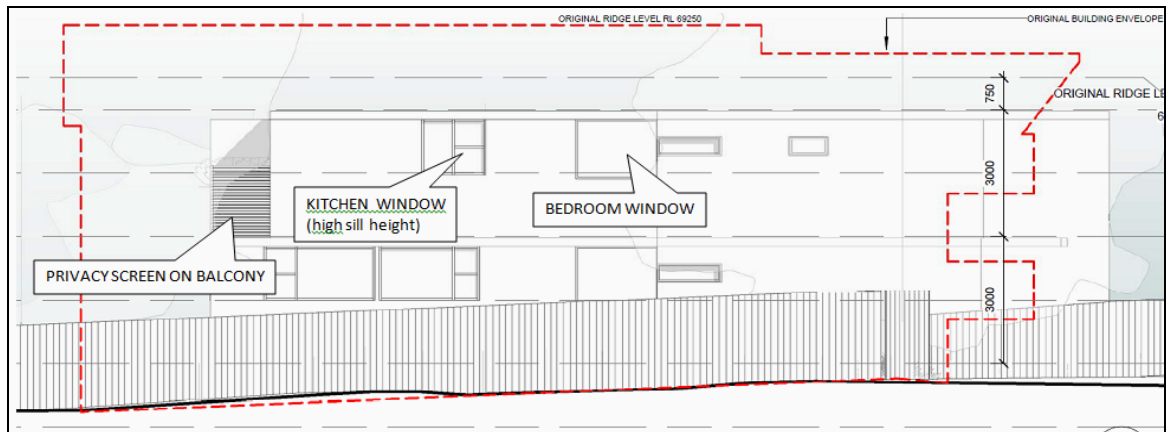 ORIGINAL RIDGE LEVEL RL 69250
ORIGINAL BUILDING ENVELOPE
750
ORIGINAL RIDGE LE
6
3000
KITCHEN WINDOW
(high sill height)
BEDROOM WINDOW
PRIVACY SCREEN ON BALCONY
3000